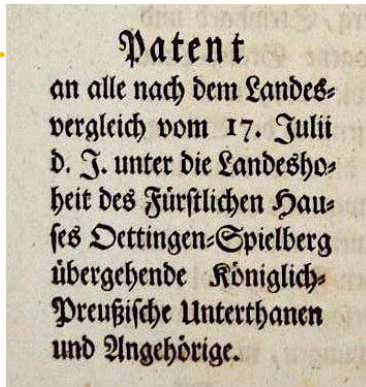 Patent
an alle nach dem Landes⸗
vergleich vom 17. Julii
d. J. unter die Landesho⸗
heit des Fürstlichen Hau⸗
ses Oettingen⸗Spielberg
übergehende Königlich⸗
Preußische Unterthanen
und Angehörige.